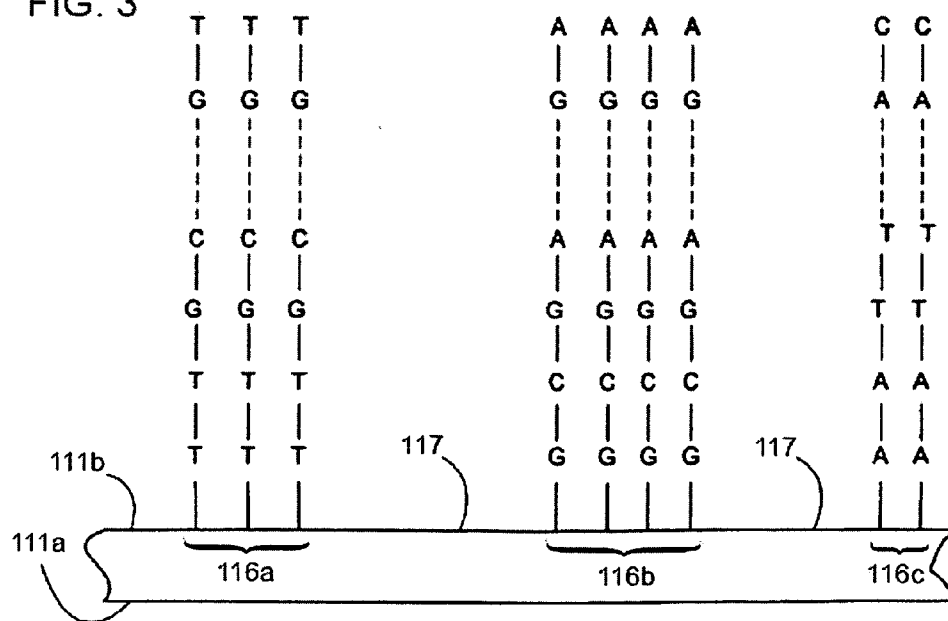 FIG. 3
T T T A A A A C C
G G G G G G G A A
C C C A A A A T T
G G G G G G G T T
T T T C C C C A A
T T T G G G G A A
111b 117 117
111a
116a 116b 116c